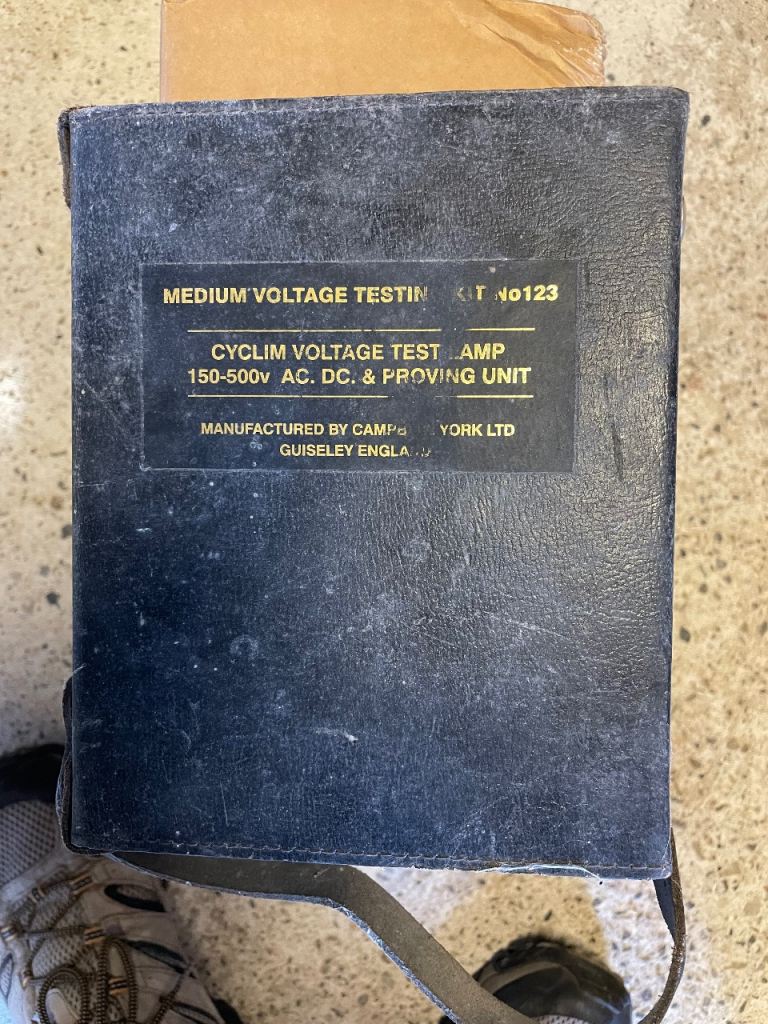 MEDIUM VOLTAGE TESTIN KIT No123
CYCLIM VOLTAGE TEST LAMP
150-500v AC. DC. & PROVING UNIT
MANUFACTURED BY YORK LTD
GUISELEY ENGLAND